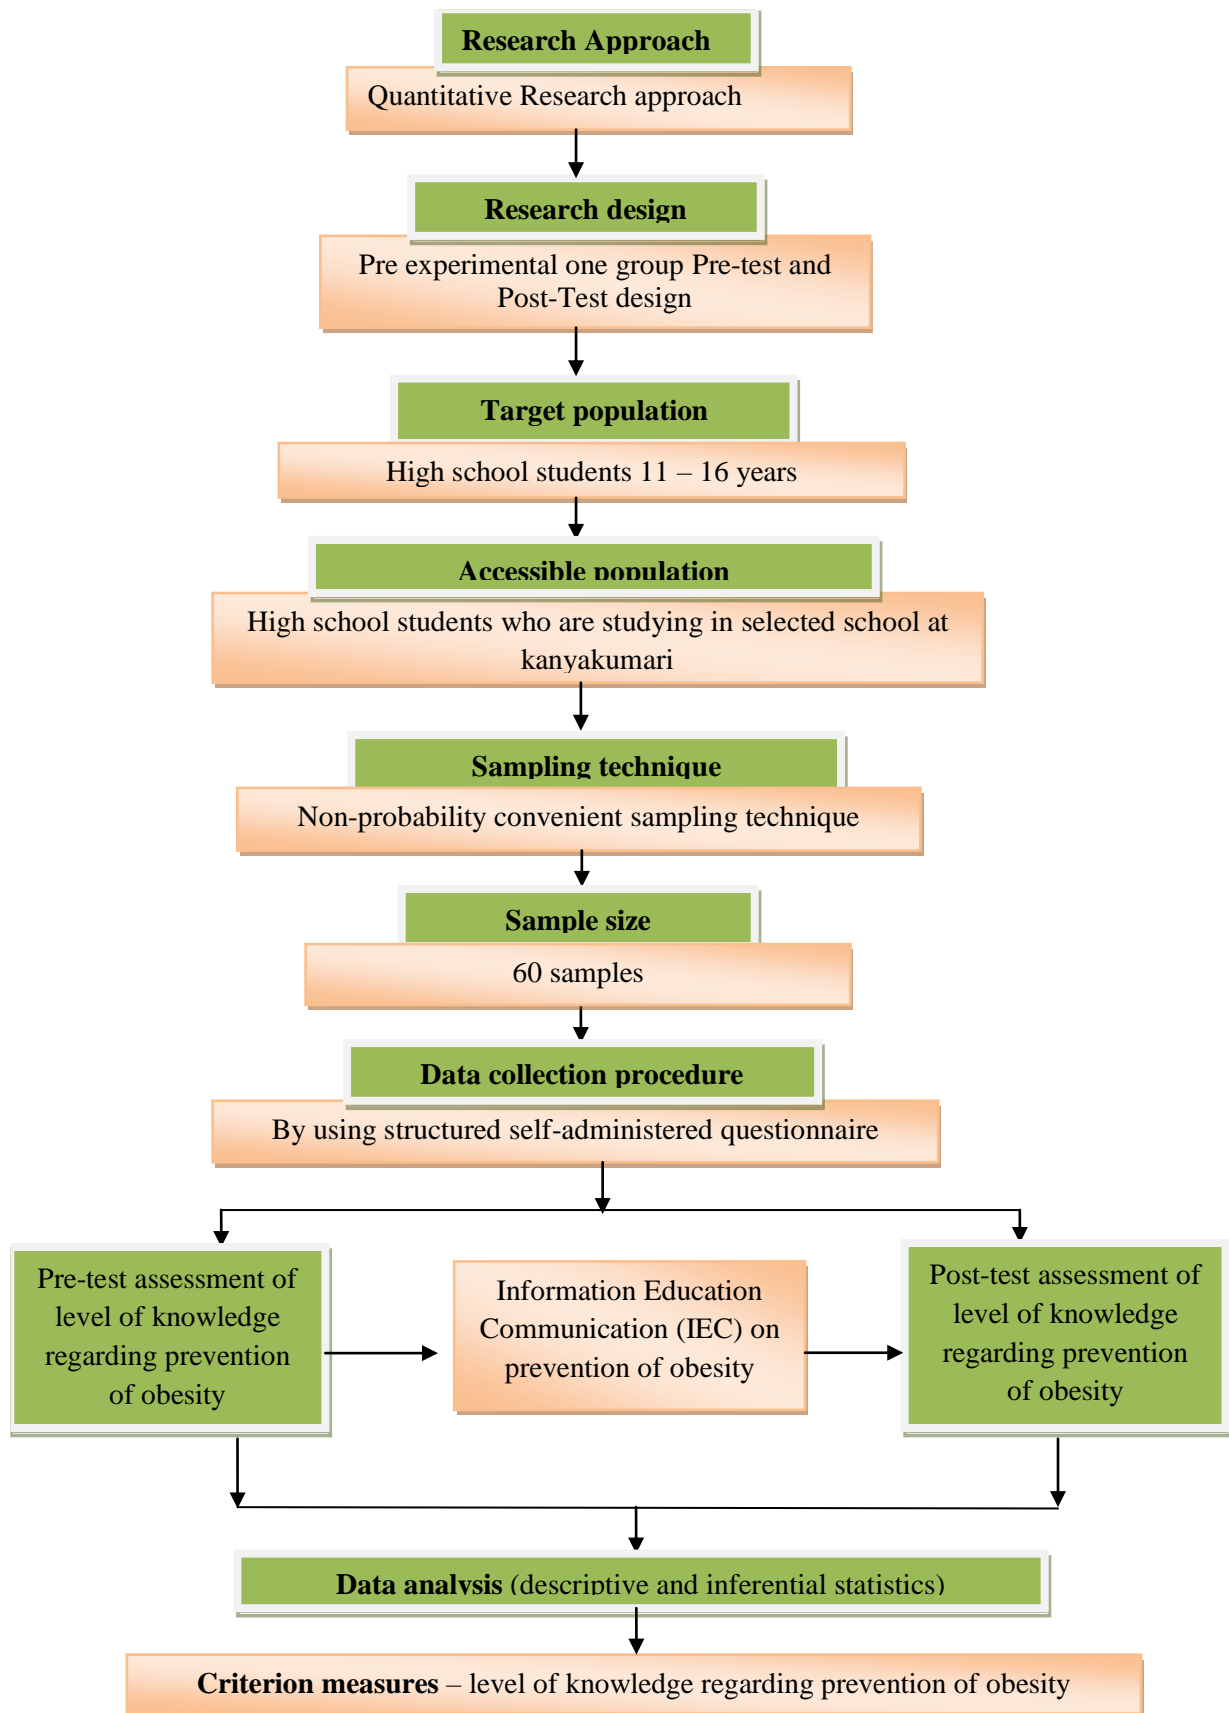 Research Approach
Quantitative Research approach
Research design
Pre experimental one group Pre-test and
Post-Test design
Target population
High school students 11 – 16 years
Accessible population
High school students who are studying in selected school at
kanyakumari
Sampling technique
Non-probability convenient sampling technique
Sample size
60 samples
Data collection procedure
By using structured self-administered questionnaire
Pre-test assessment of
level of knowledge
regarding prevention
of obesity
Information Education
Communication (IEC) on
prevention of obesity
Post-test assessment of
level of knowledge
regarding prevention
of obesity
Data analysis (descriptive and inferential statistics)
Criterion measures – level of knowledge regarding prevention of obesity